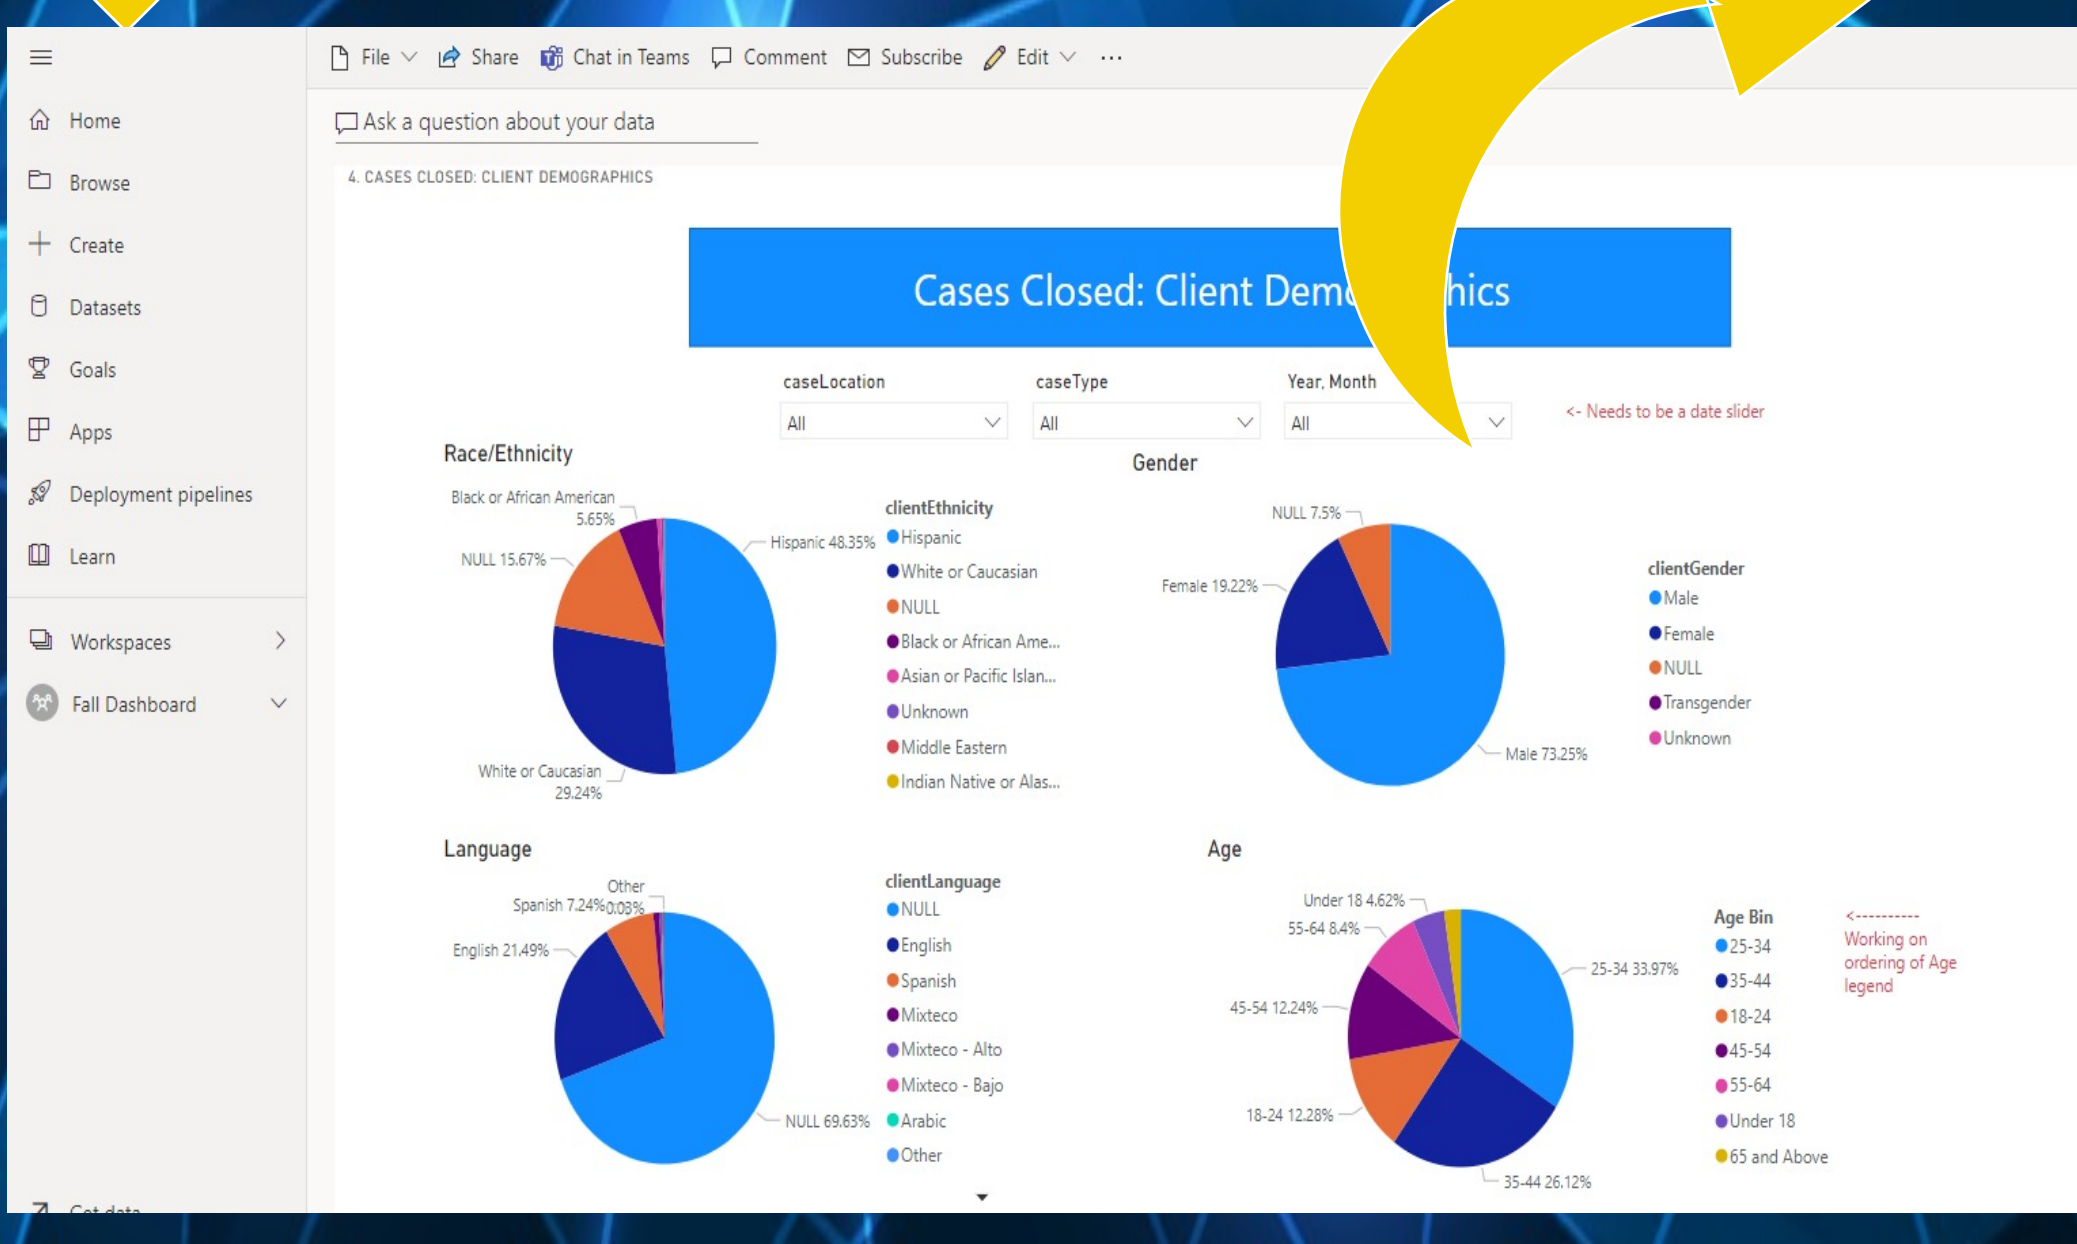 File
Share
Chat in Teams
Comment
Subscribe
Edit
Home
Browse
Create
Datasets
Goals
Apps
Deployment pipelines
Learn
Workspaces
Fall Dashboard
Ask a question about your data
4. CASES CLOSED: CLIENT DEMOGRAPHICS
Cases Closed: Client Dem hics
caseLocation
All
caseType
All
Year, Month
All
<- Needs to be a date slider
Race/Ethnicity
Black or African American
5.65%
NULL 15.67%
Hispanic 48.35%
White or Caucasian
29.24%
clientEthnicity
Hispanic
White or Caucasian
NULL
Black or African Ame...
Asian or Pacific Islan...
Unknown
Middle Eastern
Indian Native or Alas...
Gender
NULL 7.5%
Female 19.22%
Male 73.25%
clientGender
Male
Female
NULL
Transgender
Unknown
Language
Other
0.03%
Spanish 7.24%
English 21.49%
NULL 69.63%
clientLanguage
NULL
English
Spanish
Mixteco
Mixteco - Alto
Mixteco - Bajo
Arabic
Other
Age
Under 18 4.62%
55-64 8.4%
45-54 12.24%
18-24 12.28%
25-34 33.97%
35-44 26.12%
Age Bin
25-34
35-44
18-24
45-54
55-64
Under 18
65 and Above
<----------
Working on
ordering of Age
legend